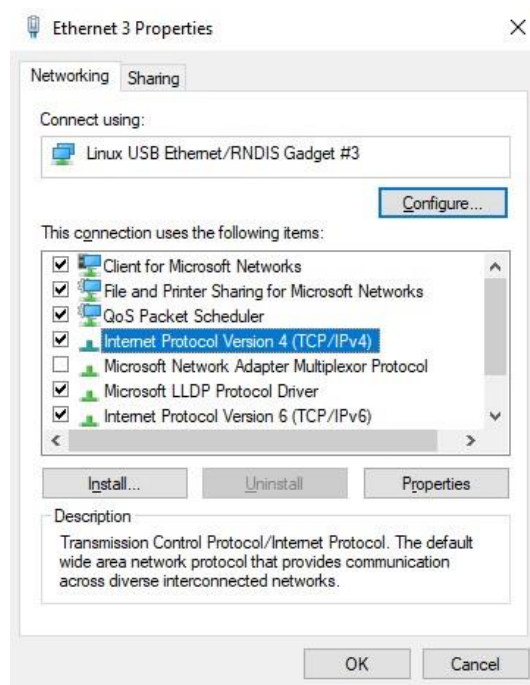 Ethernet 3 Properties
Networking
Sharing
Connect using:
Linux USB Ethernet/RNDIS Gadget #3
Configure...
This connection uses the following items:
Client for Microsoft Networks
File and Printer Sharing for Microsoft Networks
QoS Packet Scheduler
Internet Protocol Version 4 (TCP/IPv4)
Microsoft Network Adapter Multiplexor Protocol
Microsoft LLDP Protocol Driver
Internet Protocol Version 6 (TCP/IPv6)
Install...
Uninstall
Properties
Description
Transmission Control Protocol/Internet Protocol. The default
wide area network protocol that provides communication
across diverse interconnected networks.
OK
Cancel